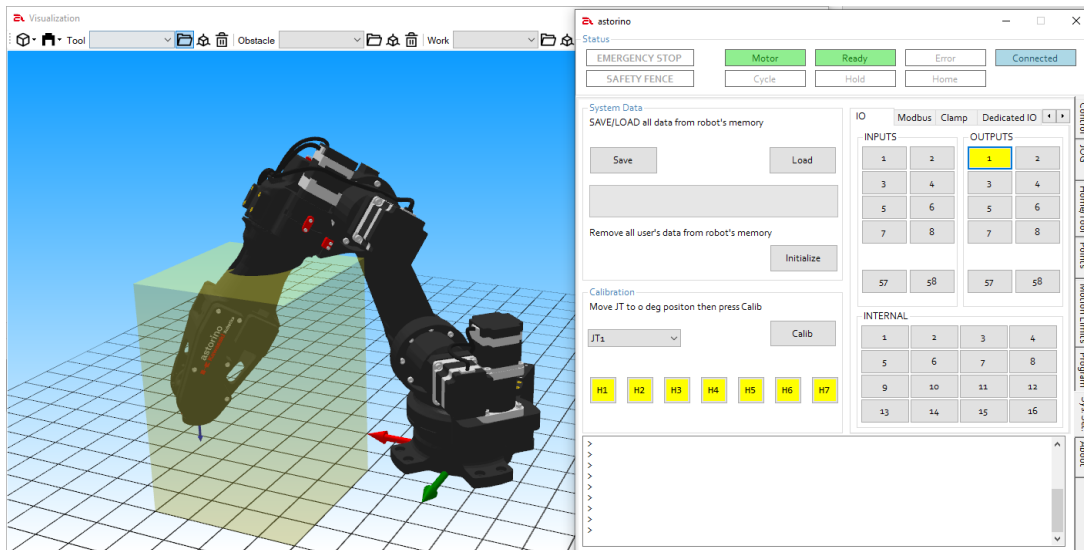 Visualization
Tool
Obstacle
Work
astorino
astorino
Status
EMERGENCY STOP
Motor
Ready
Error
Connected
SAFETY FENCE
Cycle
Hold
Home
System Data
SAVE/LOAD all data from robot's memory
Save
Load
Remove all user's data from robot's memory
Initialize
Calibration
Move JT to 0 deg positon then press Calib
JT1
Calib
H1 H2 H3 H4 H5 H6 H7
IO Modbus Clamp Dedicated IO
INPUTS
1 2
3 4
5 6
7 8
57 58
OUTPUTS
1 2
3 4
5 6
7 8
57 58
INTERNAL
1 2 3 4
5 6 7 8
9 10 11 12
13 14 15 16
Control
JOG
Home/Tool
Points
Motion Limits
Program
About
>
>
>
>
>
>
>
>
>